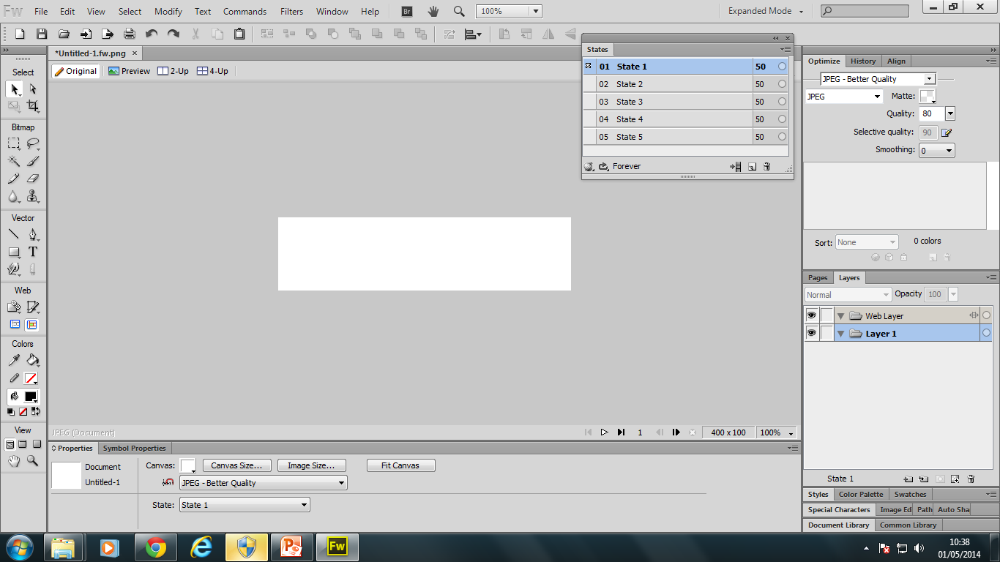 Fw File Edit View Select Modify Text Commands Filters Window Help Br 100% Expanded Mode
*Untitled-1.fw.png ×
Original Preview 2-Up 4-Up
Select
Bitmap
Vector
T
Web
Colors
View
States
01 State 1 50
02 State 2 50
03 State 3 50
04 State 4 50
05 State 5 50
Forever
Optimize History Align
JPEG - Better Quality
JPEG Matte:
Quality: 80
Selective quality: 90
Smoothing: 0
Sort: None 0 colors
Pages Layers
Normal Opacity 100
Web Layer
Layer 1
State 1
Styles Color Palette Swatches
Special Characters Image Ed Path Auto Sha
Document Library Common Library
JPEG (Document) 1 400 x 100 100%
Properties Symbol Properties
Document Canvas: Canvas Size... Image Size... Fit Canvas
Untitled-1 JPEG - Better Quality
State: State 1
Fw
10:38
01/05/2014